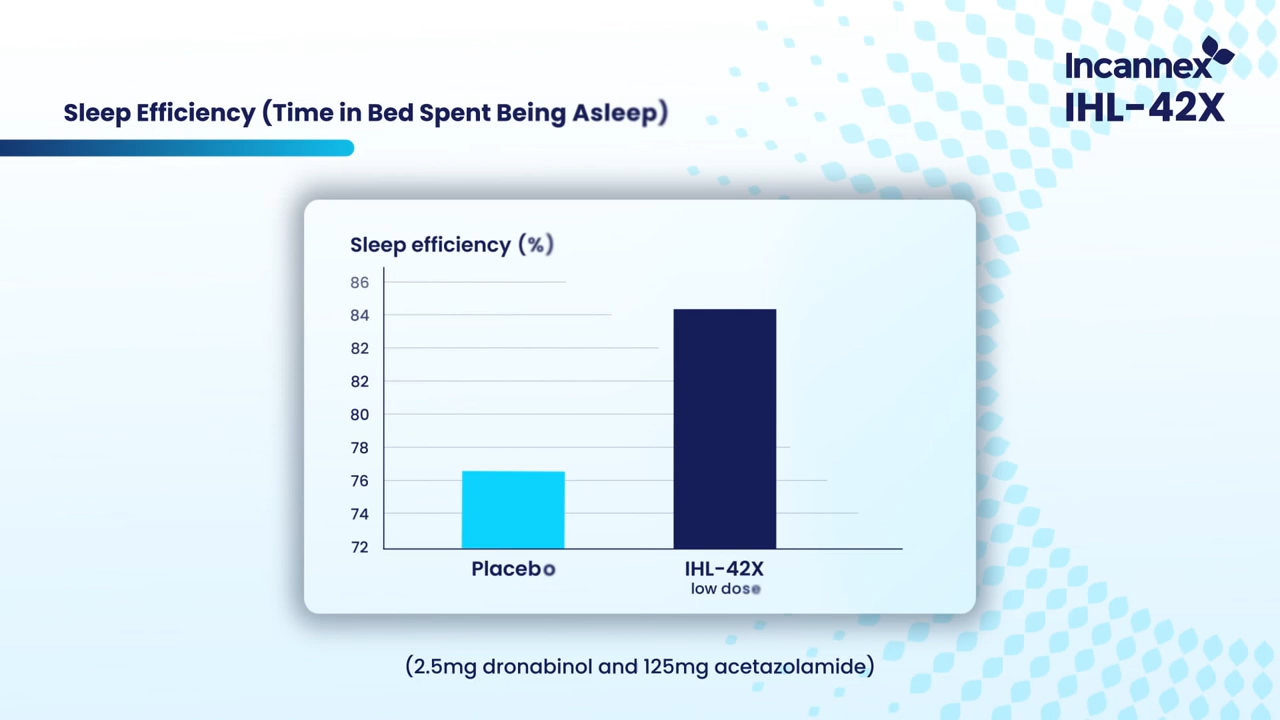 Incannex
IHL-42X
Sleep Efficiency (Time in Bed Spent Being Asleep)
Sleep efficiency (%)
86
84
82
82
80
78
76
74
72
Placebo
IHL-42X
low dose
(2.5mg dronabinol and 125mg acetazolamide)